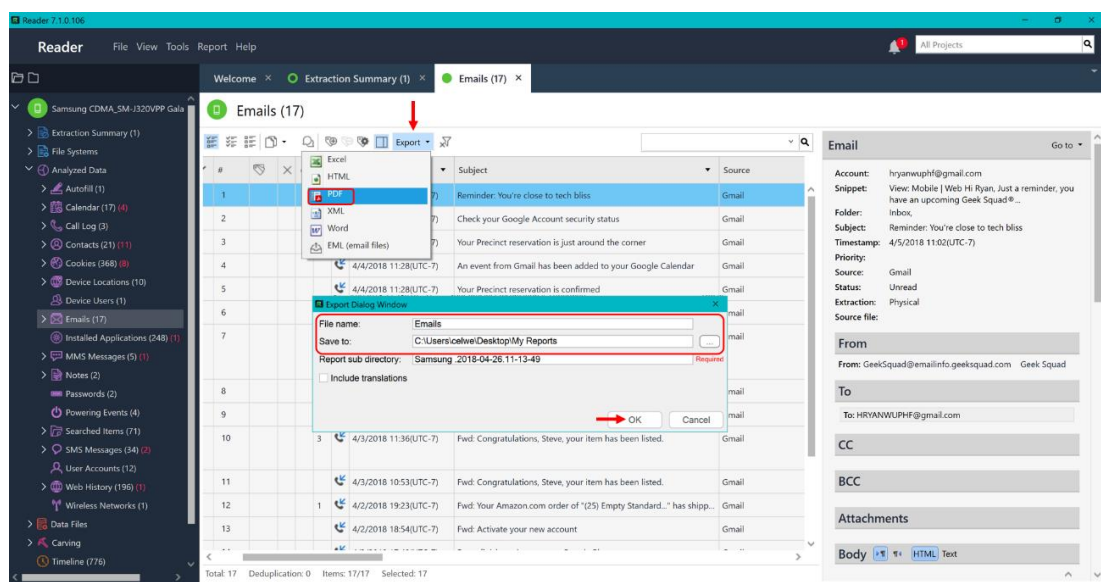 Reader 7.1.0.106
Reader File View Tools Report Help
1
All Projects
Welcome × Extraction Summary (1) × Emails (17) ×
Samsung CDMA_SM-J320VPP Gala
Extraction Summary (1)
File Systems
Analyzed Data
Autofill (1)
Calendar (17) (4)
Call Log (3)
Contacts (21) (11)
Cookies (368) (8)
Device Locations (10)
Device Users (1)
Emails (17)
Installed Applications (248) (1)
MMS Messages (5) (1)
Notes (2)
Passwords (2)
Powering Events (4)
Searched Items (71)
SMS Messages (34) (2)
User Accounts (12)
Web History (196) (1)
Wireless Networks (1)
Data Files
Carving
Timeline (776)
Emails (17)
Export
Excel
HTML
PDF
XML
Word
EML (email files)
# Subject Source
1 Reminder: You're close to tech bliss Gmail
2 Check your Google Account security status Gmail
3 Your Precinct reservation is just around the corner Gmail
4 4/4/2018 11:28(UTC-7) An event from Gmail has been added to your Google Calendar Gmail
5 4/4/2018 11:28(UTC-7) Your Precinct reservation is confirmed Gmail
6 mail
7 mail
Export Dialog Window
File name: Emails
Save to: C:\Users\celwe\Desktop\My Reports ...
Report sub directory: Samsung .2018-04-26.11-13-49 Required
Include translations
OK Cancel
8 mail
9 mail
10 3 4/3/2018 11:36(UTC-7) Fwd: Congratulations, Steve, your item has been listed. Gmail
11 4/3/2018 10:53(UTC-7) Fwd: Congratulations, Steve, your item has been listed. Gmail
12 1 4/2/2018 19:23(UTC-7) Fwd: Your Amazon.com order of "(25) Empty Standard..." has shipp... Gmail
13 4/2/2018 18:54(UTC-7) Fwd: Activate your new account Gmail
Total: 17 Deduplication: 0 Items: 17/17 Selected: 17
Email Go to
Account: hryanwuphf@gmail.com
Snippet: View: Mobile | Web Hi Ryan, Just a reminder, you
have an upcoming Geek Squad® ...
Folder: Inbox,
Subject: Reminder: You're close to tech bliss
Timestamp: 4/5/2018 11:02(UTC-7)
Priority:
Source: Gmail
Status: Unread
Extraction: Physical
Source file:
From
From: GeekSquad@emailinfo.geeksquad.com Geek Squad
To
To: HRYANWUPHF@gmail.com
CC
BCC
Attachments
Body HTML Text